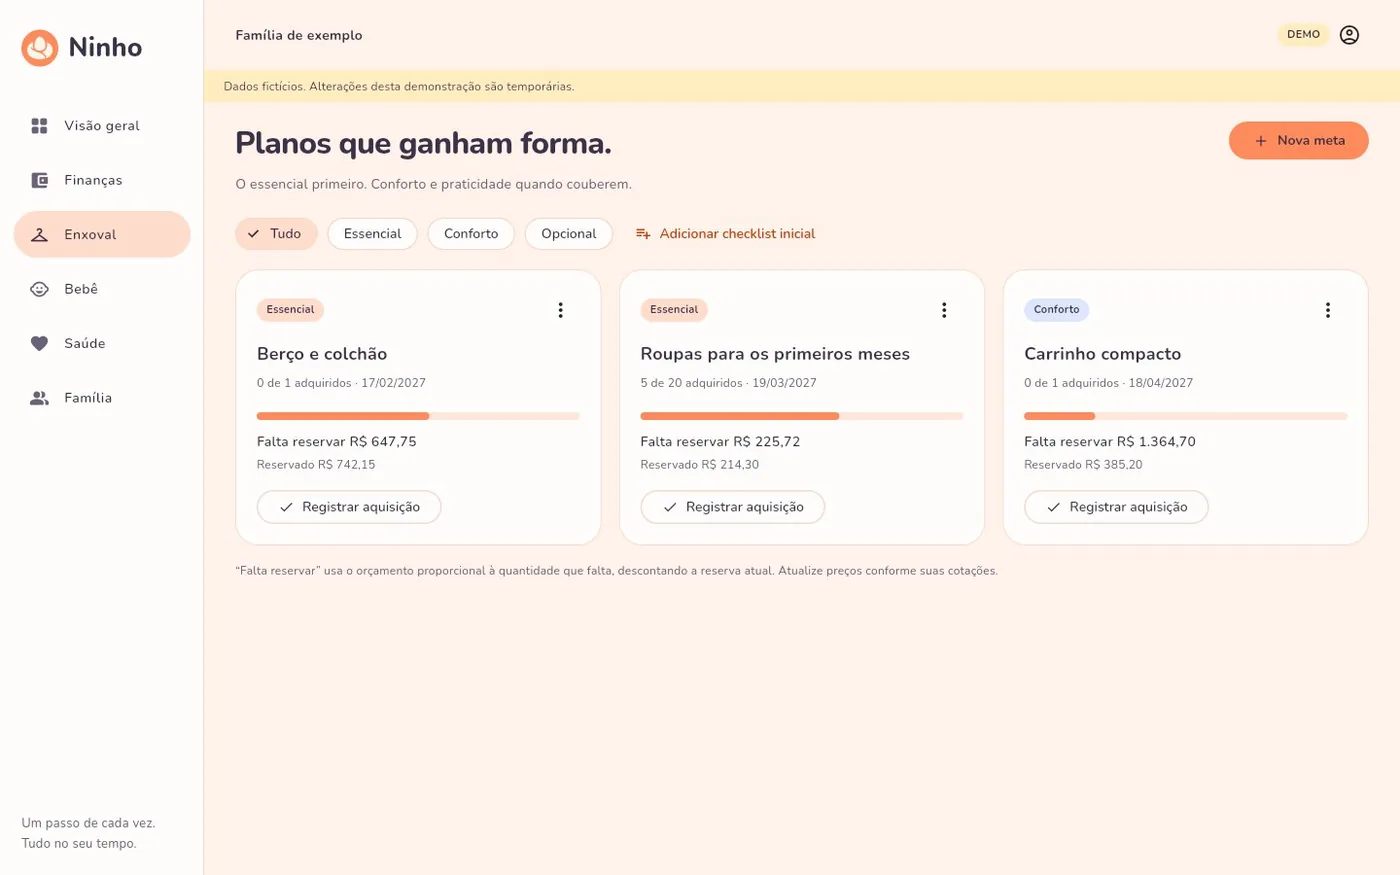 Ninho
Visão geral
Finanças
Enxoval
Bebê
Saúde
Família
Um passo de cada vez.
Tudo no seu tempo.
Família de exemplo
DEMO
Dados fictícios. Alterações desta demonstração são temporárias.
Planos que ganham forma.
Nova meta
O essencial primeiro. Conforto e praticidade quando couberem.
Tudo
Essencial
Conforto
Opcional
Adicionar checklist inicial
Essencial
Berço e colchão
0 de 1 adquiridos · 17/02/2027
Falta reservar R$ 647,75
Reservado R$ 742,15
Registrar aquisição
Essencial
Roupas para os primeiros meses
5 de 20 adquiridos · 19/03/2027
Falta reservar R$ 225,72
Reservado R$ 214,30
Registrar aquisição
Conforto
Carrinho compacto
0 de 1 adquiridos · 18/04/2027
Falta reservar R$ 1.364,70
Reservado R$ 385,20
Registrar aquisição
“Falta reservar” usa o orçamento proporcional à quantidade que falta, descontando a reserva atual. Atualize preços conforme suas cotações.